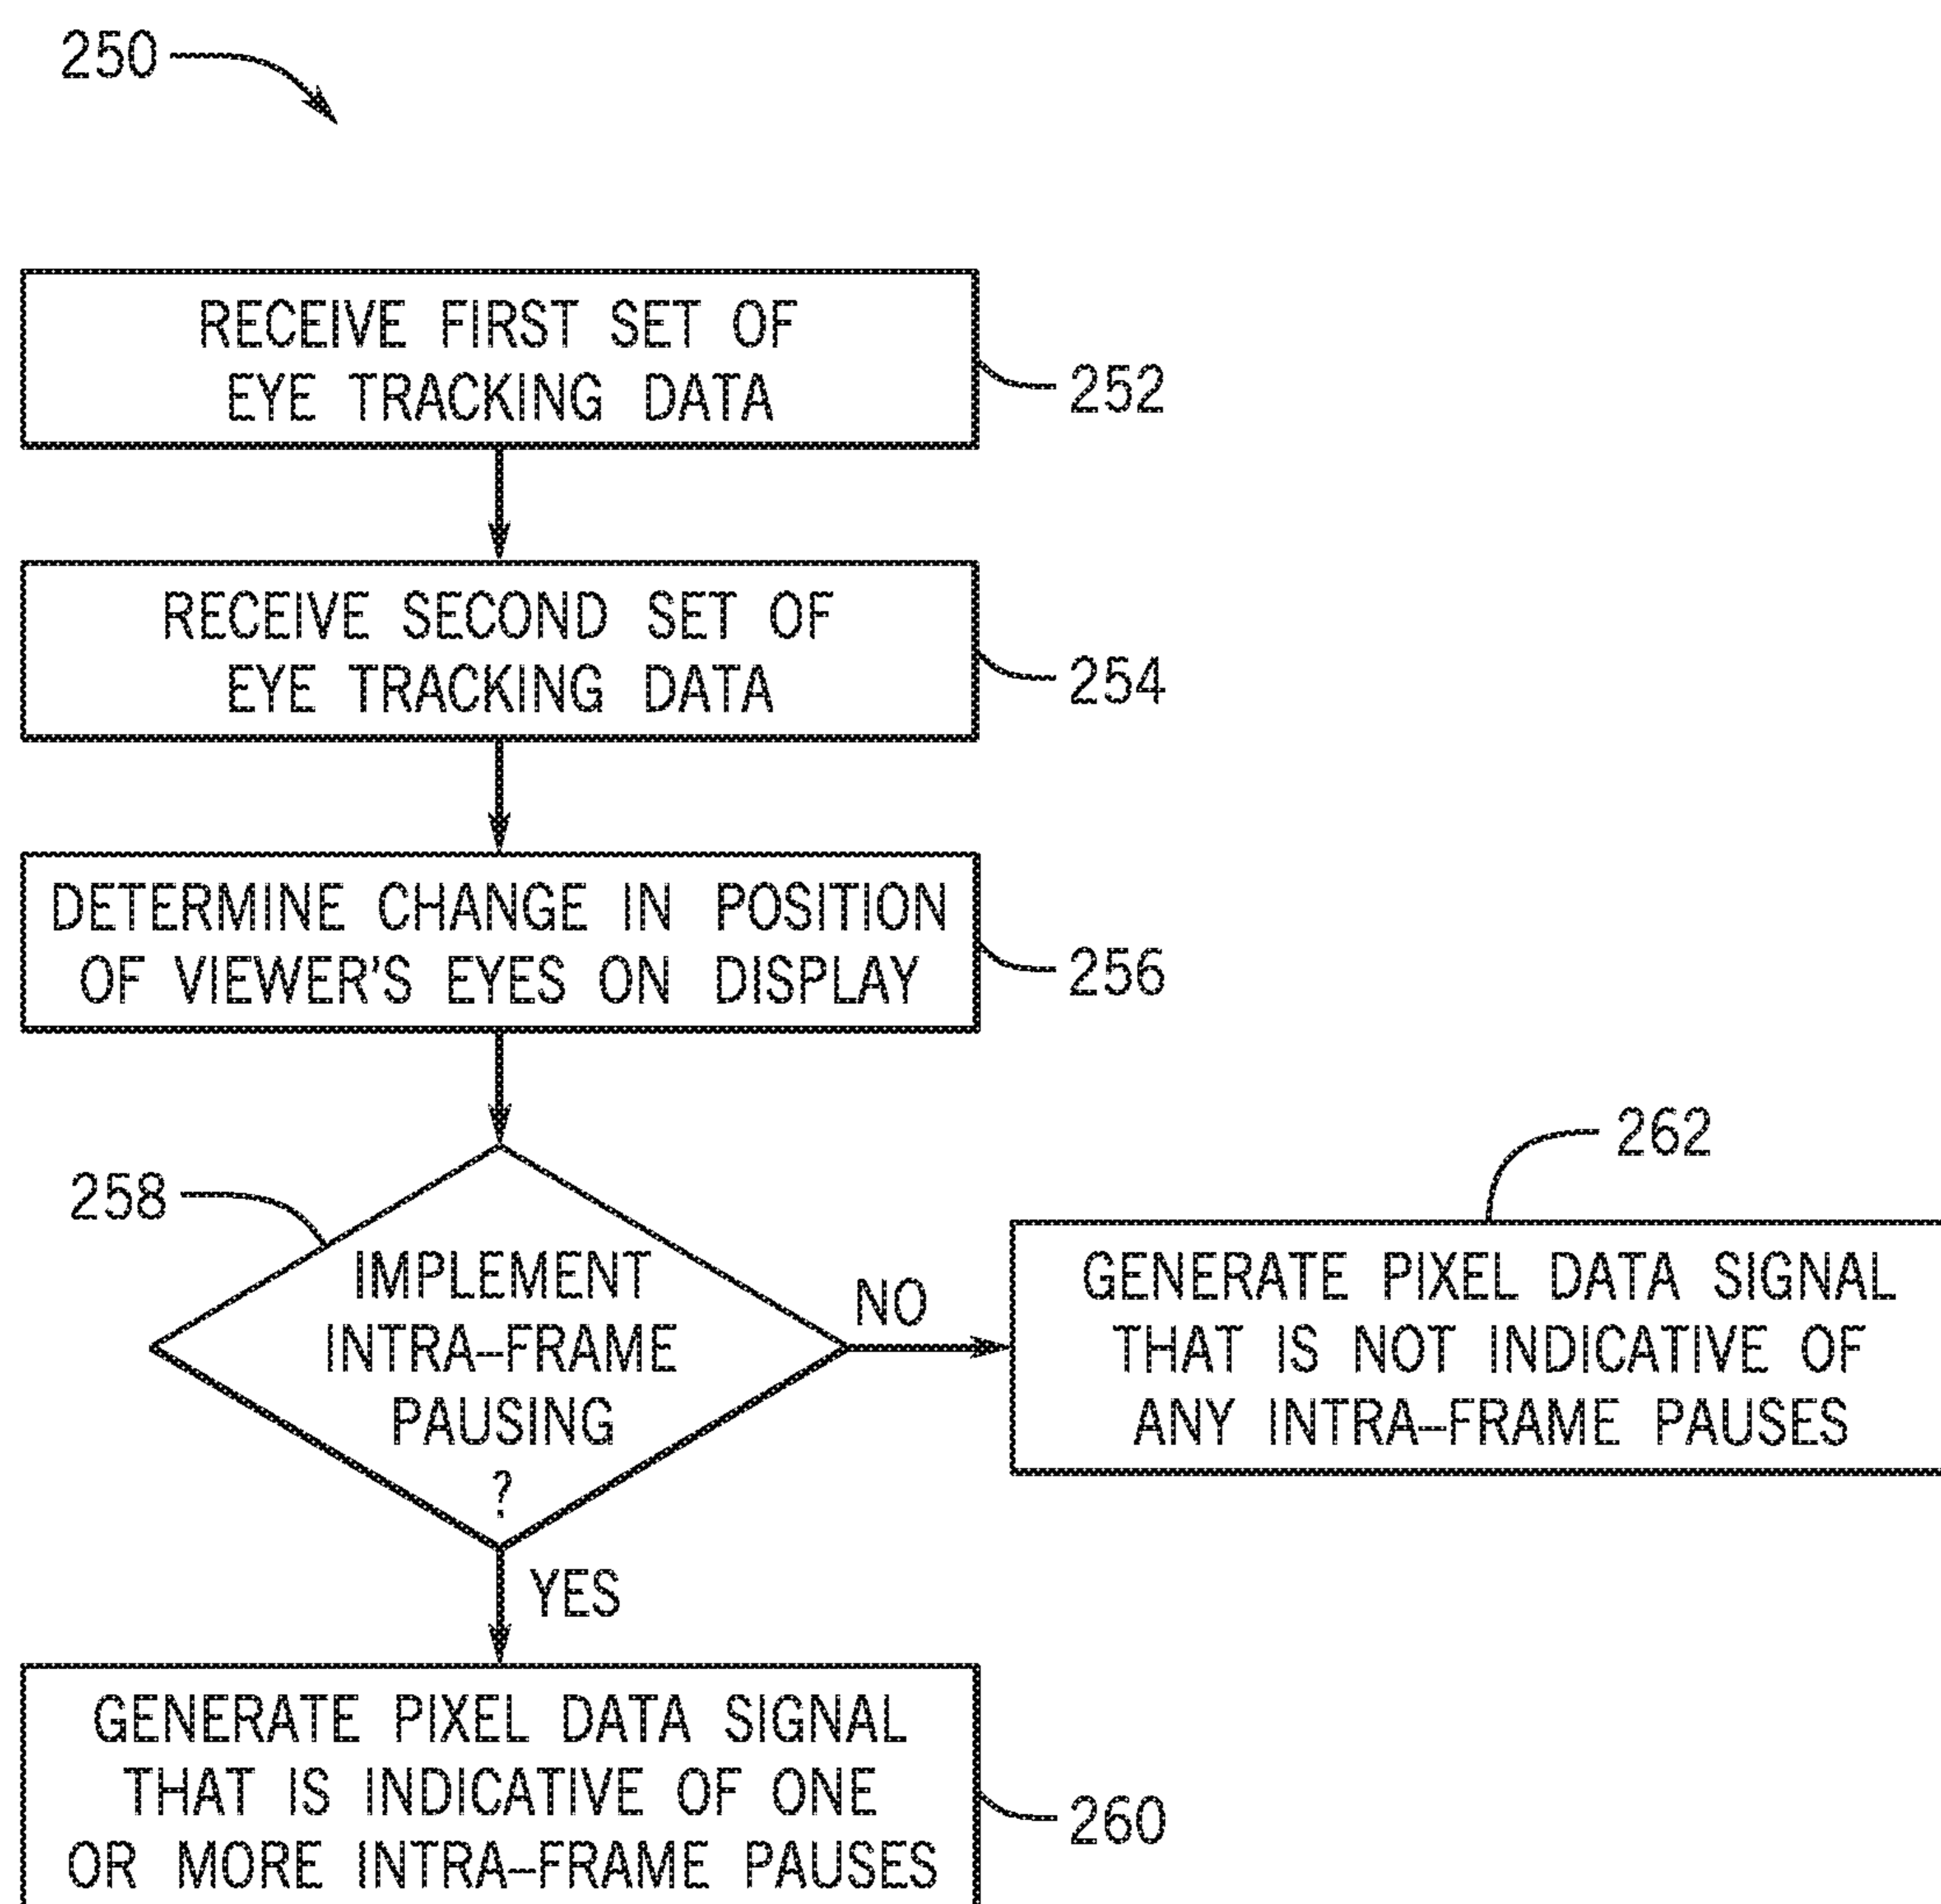 250
RECEIVE FIRST SET OF
EYE TRACKING DATA
252
RECEIVE SECOND SET OF
EYE TRACKING DATA
254
DETERMINE CHANGE IN POSITION
OF VIEWER'S EYES ON DISPLAY
256
258
IMPLEMENT
INTRA-FRAME
PAUSING
?
NO
262
GENERATE PIXEL DATA SIGNAL
THAT IS NOT INDICATIVE OF
ANY INTRA-FRAME PAUSES
YES
GENERATE PIXEL DATA SIGNAL
THAT IS INDICATIVE OF ONE
OR MORE INTRA-FRAME PAUSES
260